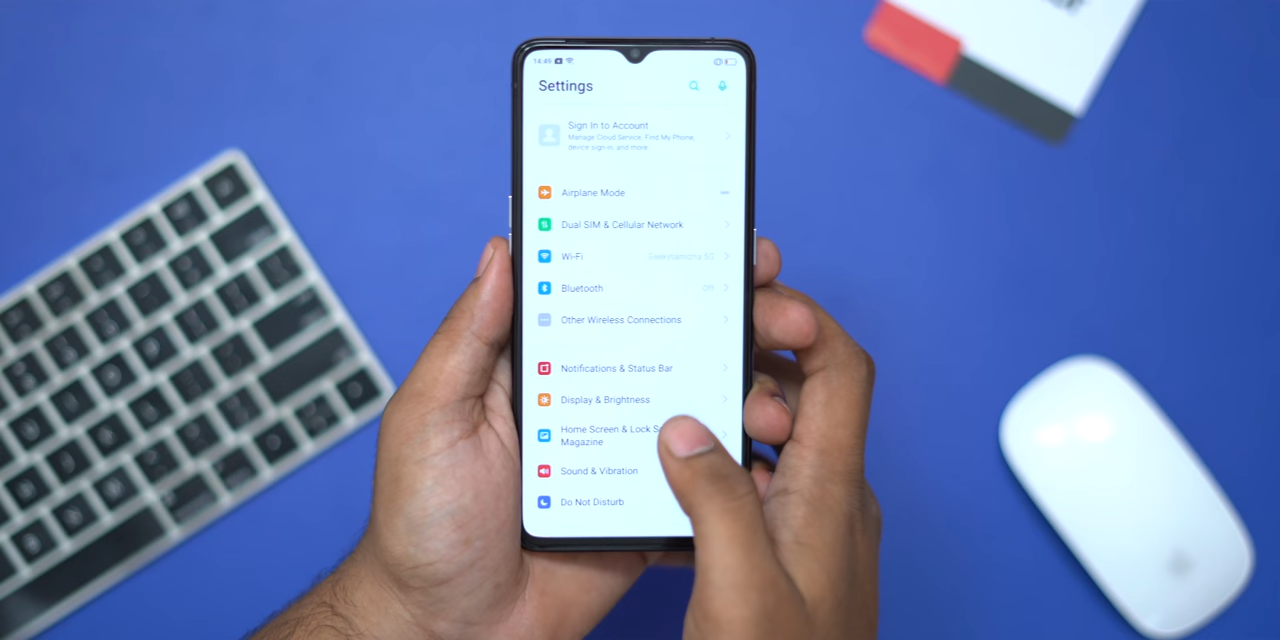 14:45
Settings
Sign In to Account
Manage Cloud Service, Find My Phone,
device sign-in, and more
Airplane Mode
Dual SIM & Cellular Network
Wi-Fi
Bluetooth Off
Other Wireless Connections
Notifications & Status Bar
Display & Brightness
Home Screen & Lock
Magazine
Sound & Vibration
Do Not Disturb